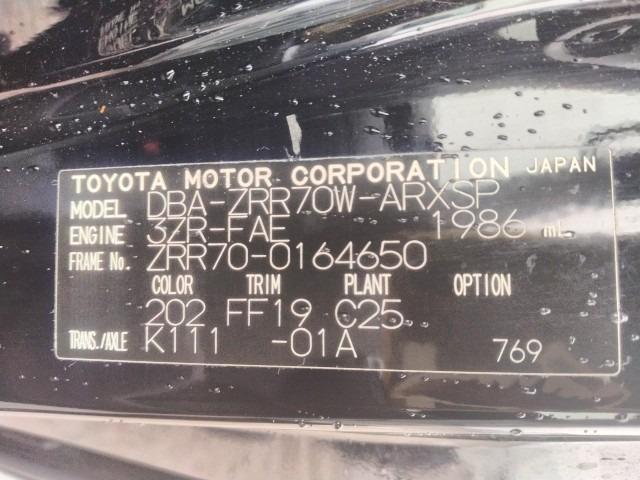 TOYOTA MOTOR CORPORATION JAPAN
MODEL DBA-ZRR70W-ARXSP
ENGINE 3ZR-FAE 1986 mL
FRAME No. ZRR70-0164650
COLOR TRIM PLANT OPTION
202 FF19 C25
TRANS./AXLE K111 -01A 769